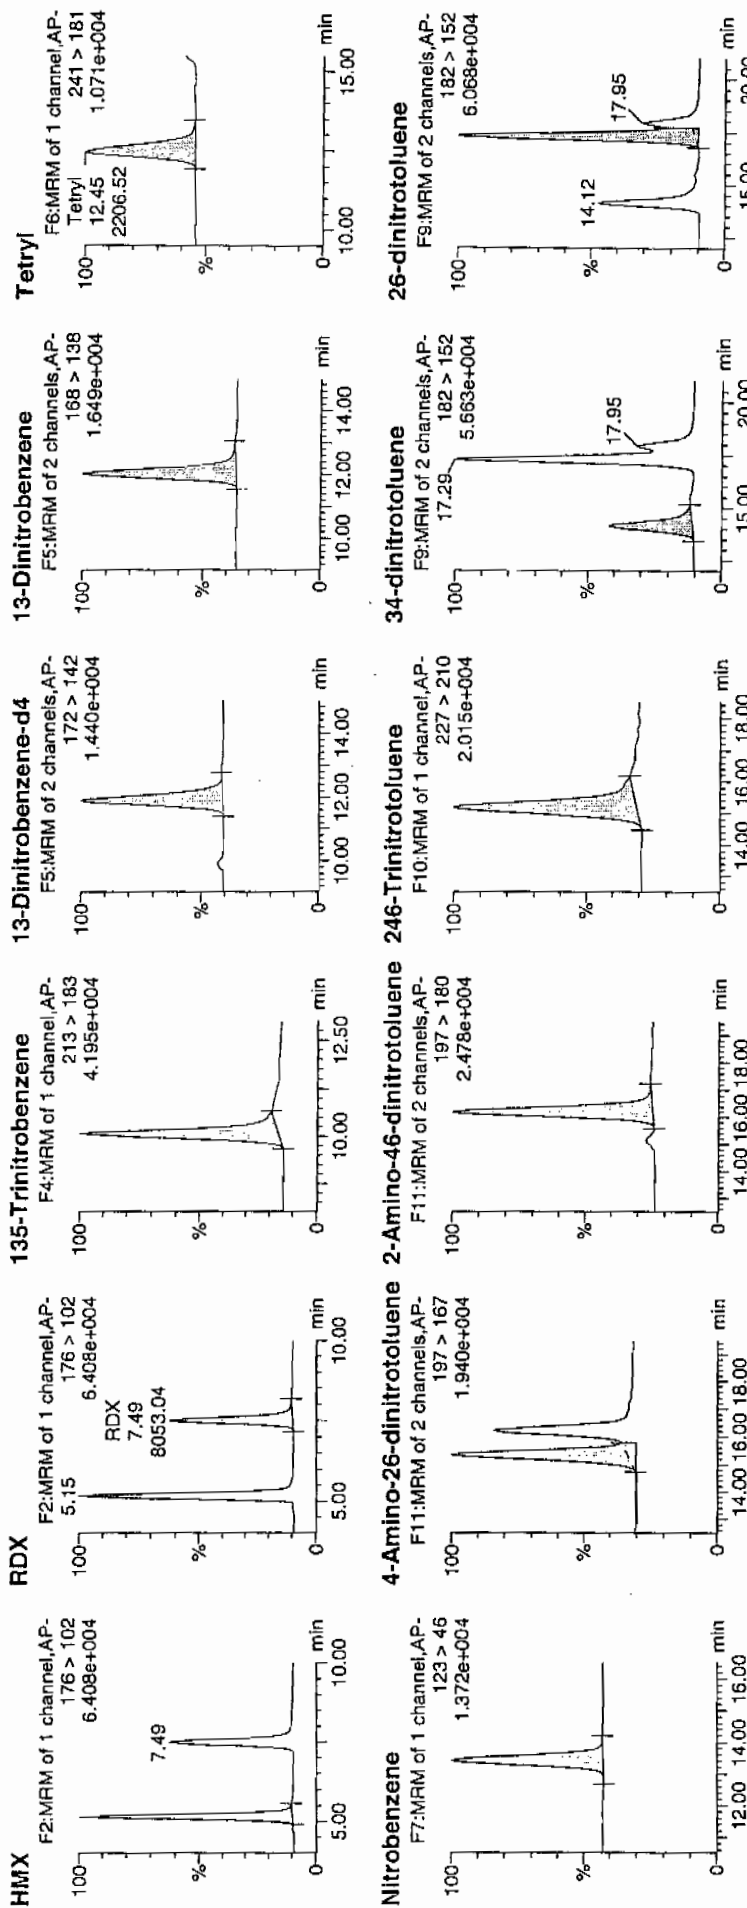 HMX
F2:MRM of 1 channel,AP-
176 > 102
6.408e+004
100
7.49
%
0
5.00 10.00 min
RDX
F2:MRM of 1 channel,AP-
176 > 102
6.408e+004
100
5.15
RDX
7.49
8053.04
%
0
5.00 10.00 min
135-Trinitrobenzene
F4:MRM of 1 channel,AP-
213 > 183
4.195e+004
100
%
0
10.00 12.50 min
13-Dinitrobenzene-d4
F5:MRM of 2 channels,AP-
172 > 142
1.440e+004
100
%
0
10.00 12.00 14.00 min
13-Dinitrobenzene
F5:MRM of 2 channels,AP-
168 > 138
1.649e+004
100
%
0
10.00 12.00 14.00 min
Tetryl
F6:MRM of 1 channel,AP-
241 > 181
1.071e+004
100
Tetryl
12.45
2206.52
%
0
10.00 15.00 min
Nitrobenzene
F7:MRM of 1 channel,AP-
123 > 46
1.372e+004
100
%
0
12.00 14.00 16.00 min
4-Amino-26-dinitrotoluene
F11:MRM of 2 channels,AP-
197 > 167
1.940e+004
100
%
0
14.00 16.00 18.00 min
2-Amino-46-dinitrotoluene
F11:MRM of 2 channels,AP-
197 > 180
2.478e+004
100
%
0
14.00 16.00 18.00 min
246-Trinitrotoluene
F10:MRM of 1 channel,AP-
227 > 210
2.015e+004
100
%
0
14.00 16.00 18.00 min
34-dinitrotoluene
F9:MRM of 2 channels,AP-
182 > 152
5.663e+004
100
17.29
17.95
%
0
15.00 20.00 min
26-dinitrotoluene
F9:MRM of 2 channels,AP-
182 > 152
6.068e+004
100
14.12
17.95
%
0
15.00 20.00 min